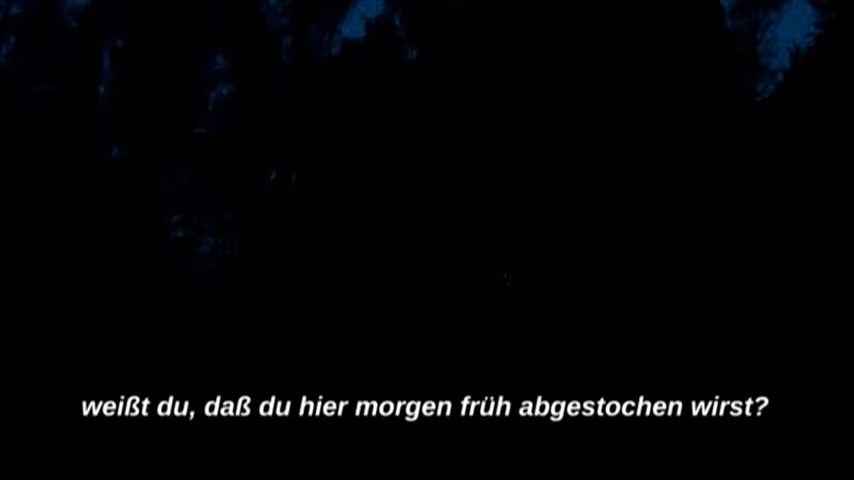 weißt du, daß du hier morgen früh abgestochen wirst?